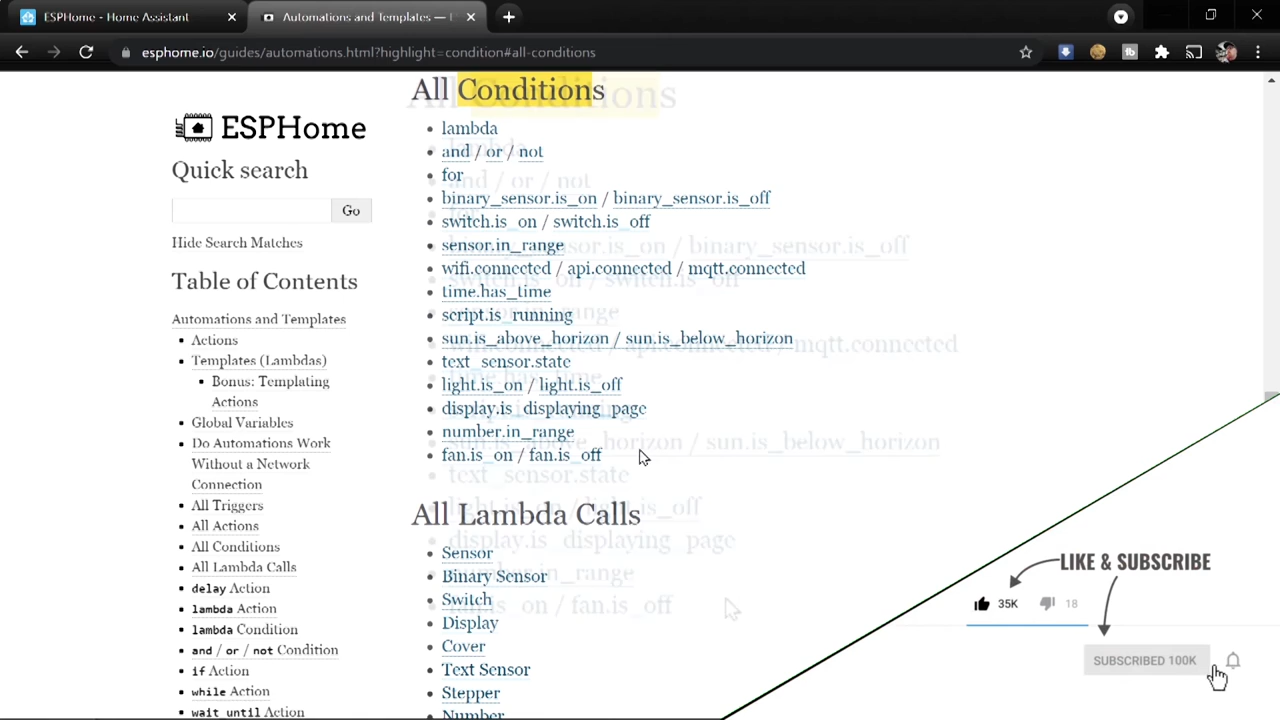 ESPHome - Home Assistant
Automations and Templates —
esphome.io/guides/automations.html?highlight=condition#all-conditions
ESPHome
Quick search
Go
Hide Search Matches
Table of Contents
Automations and Templates
Actions
Templates (Lambdas)
Bonus: Templating
Actions
Global Variables
Do Automations Work
Without a Network
Connection
All Triggers
All Actions
All Conditions
All Lambda Calls
delay Action
lambda Action
lambda Condition
and / or / not Condition
if Action
while Action
wait_until Action
All Conditions
lambda
and / or / not
for
binary_sensor.is_on / binary_sensor.is_off
switch.is_on / switch.is_off
sensor.in_range
wifi.connected / api.connected / mqtt.connected
time.has_time
script.is_running
sun.is_above_horizon / sun.is_below_horizon
text_sensor.state
light.is_on / light.is_off
display.is_displaying_page
number.in_range
fan.is_on / fan.is_off
All Lambda Calls
Sensor
Binary Sensor
Switch
Display
Cover
Text Sensor
Stepper
Number
LIKE & SUBSCRIBE
35K 18
SUBSCRIBED 100K